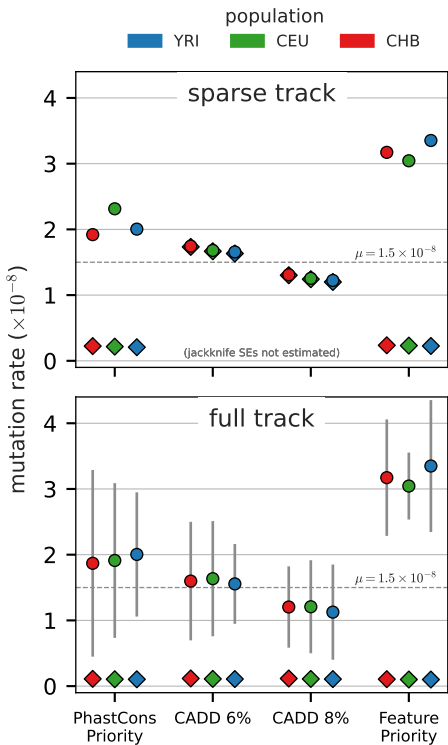 population
YRI CEU CHB
sparse track
4
3
2
1
0
μ = 1.5 × 10⁻⁸
(jackknife SEs not estimated)
mutation rate (×10⁻⁸)
full track
4
3
2
1
0
μ = 1.5 × 10⁻⁸
PhastCons CADD 6% CADD 8% Feature
Priority Priority